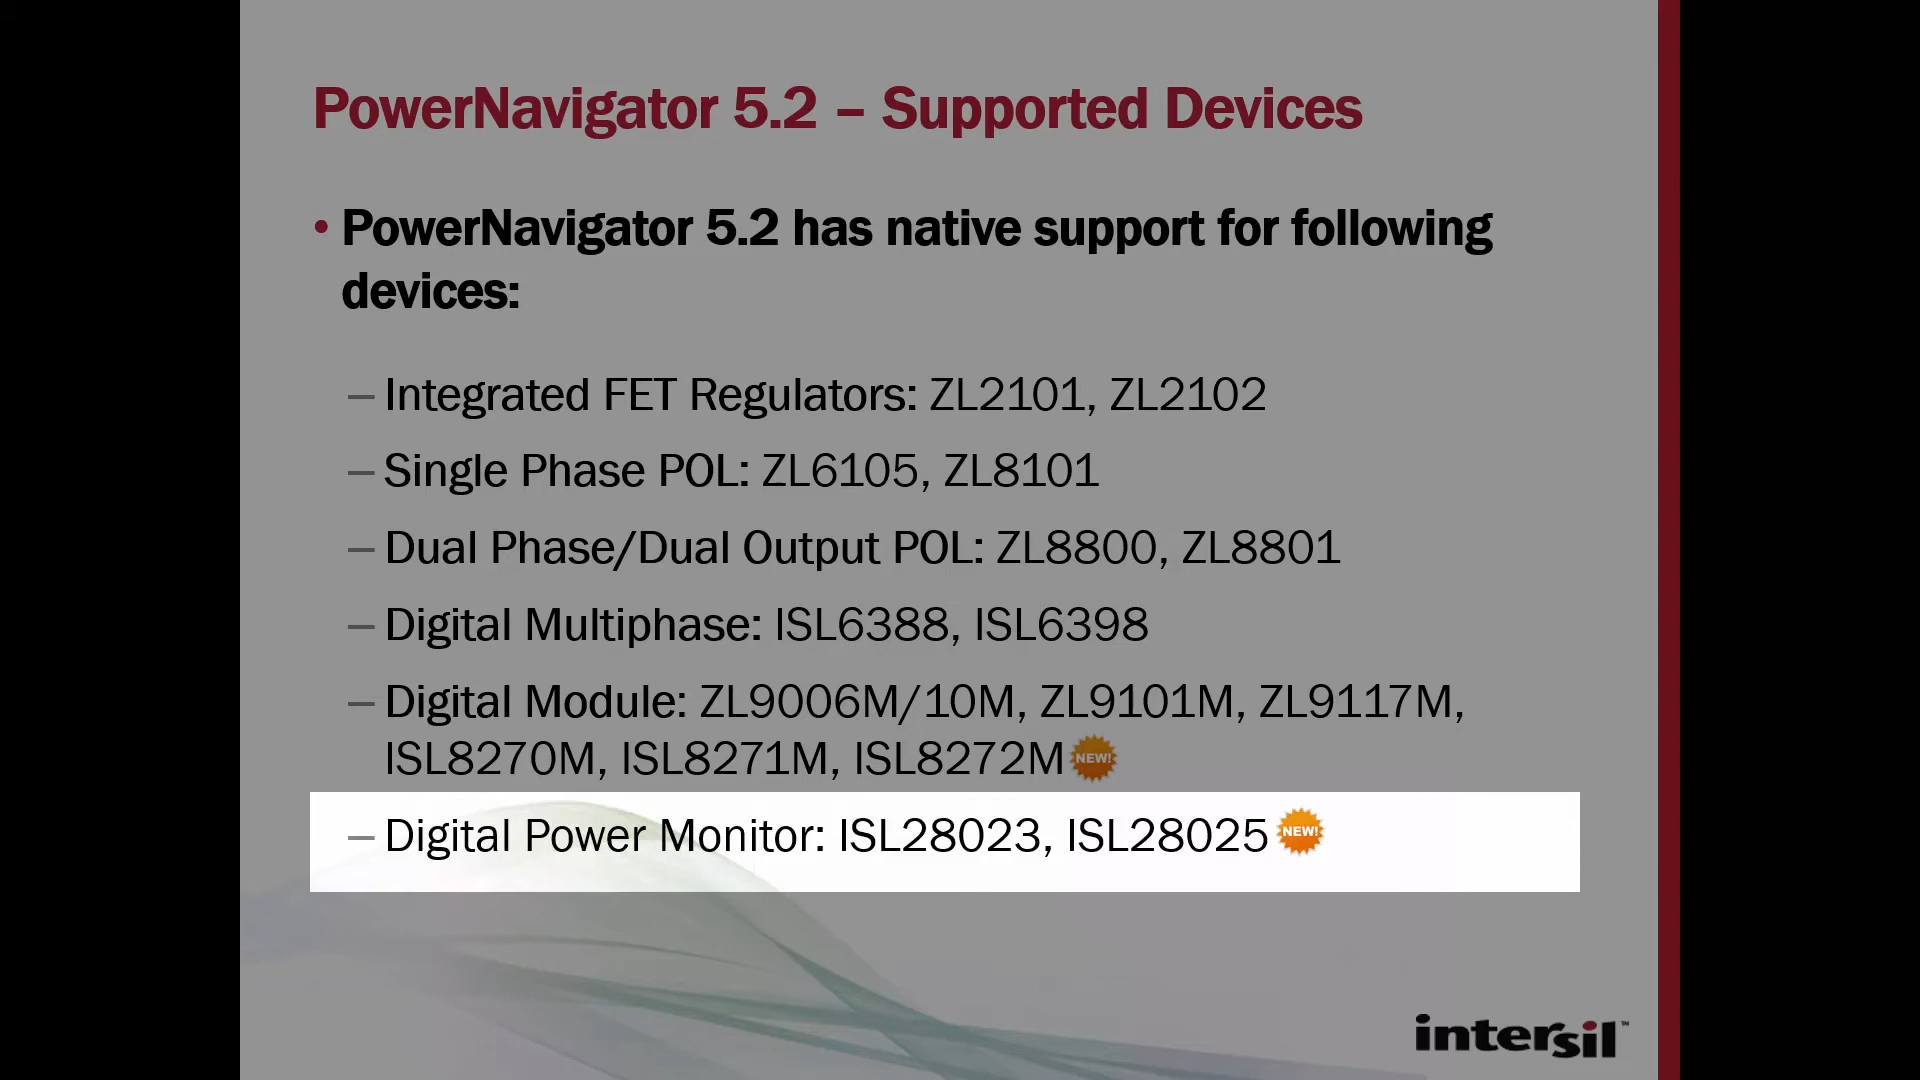 PowerNavigator 5.2 – Supported Devices
• PowerNavigator 5.2 has native support for following
devices:
– Integrated FET Regulators: ZL2101, ZL2102
– Single Phase POL: ZL6105, ZL8101
– Dual Phase/Dual Output POL: ZL8800, ZL8801
– Digital Multiphase: ISL6388, ISL6398
– Digital Module: ZL9006M/10M, ZL9101M, ZL9117M,
ISL8270M, ISL8271M, ISL8272M NEW!
– Digital Power Monitor: ISL28023, ISL28025 NEW!
intersil™